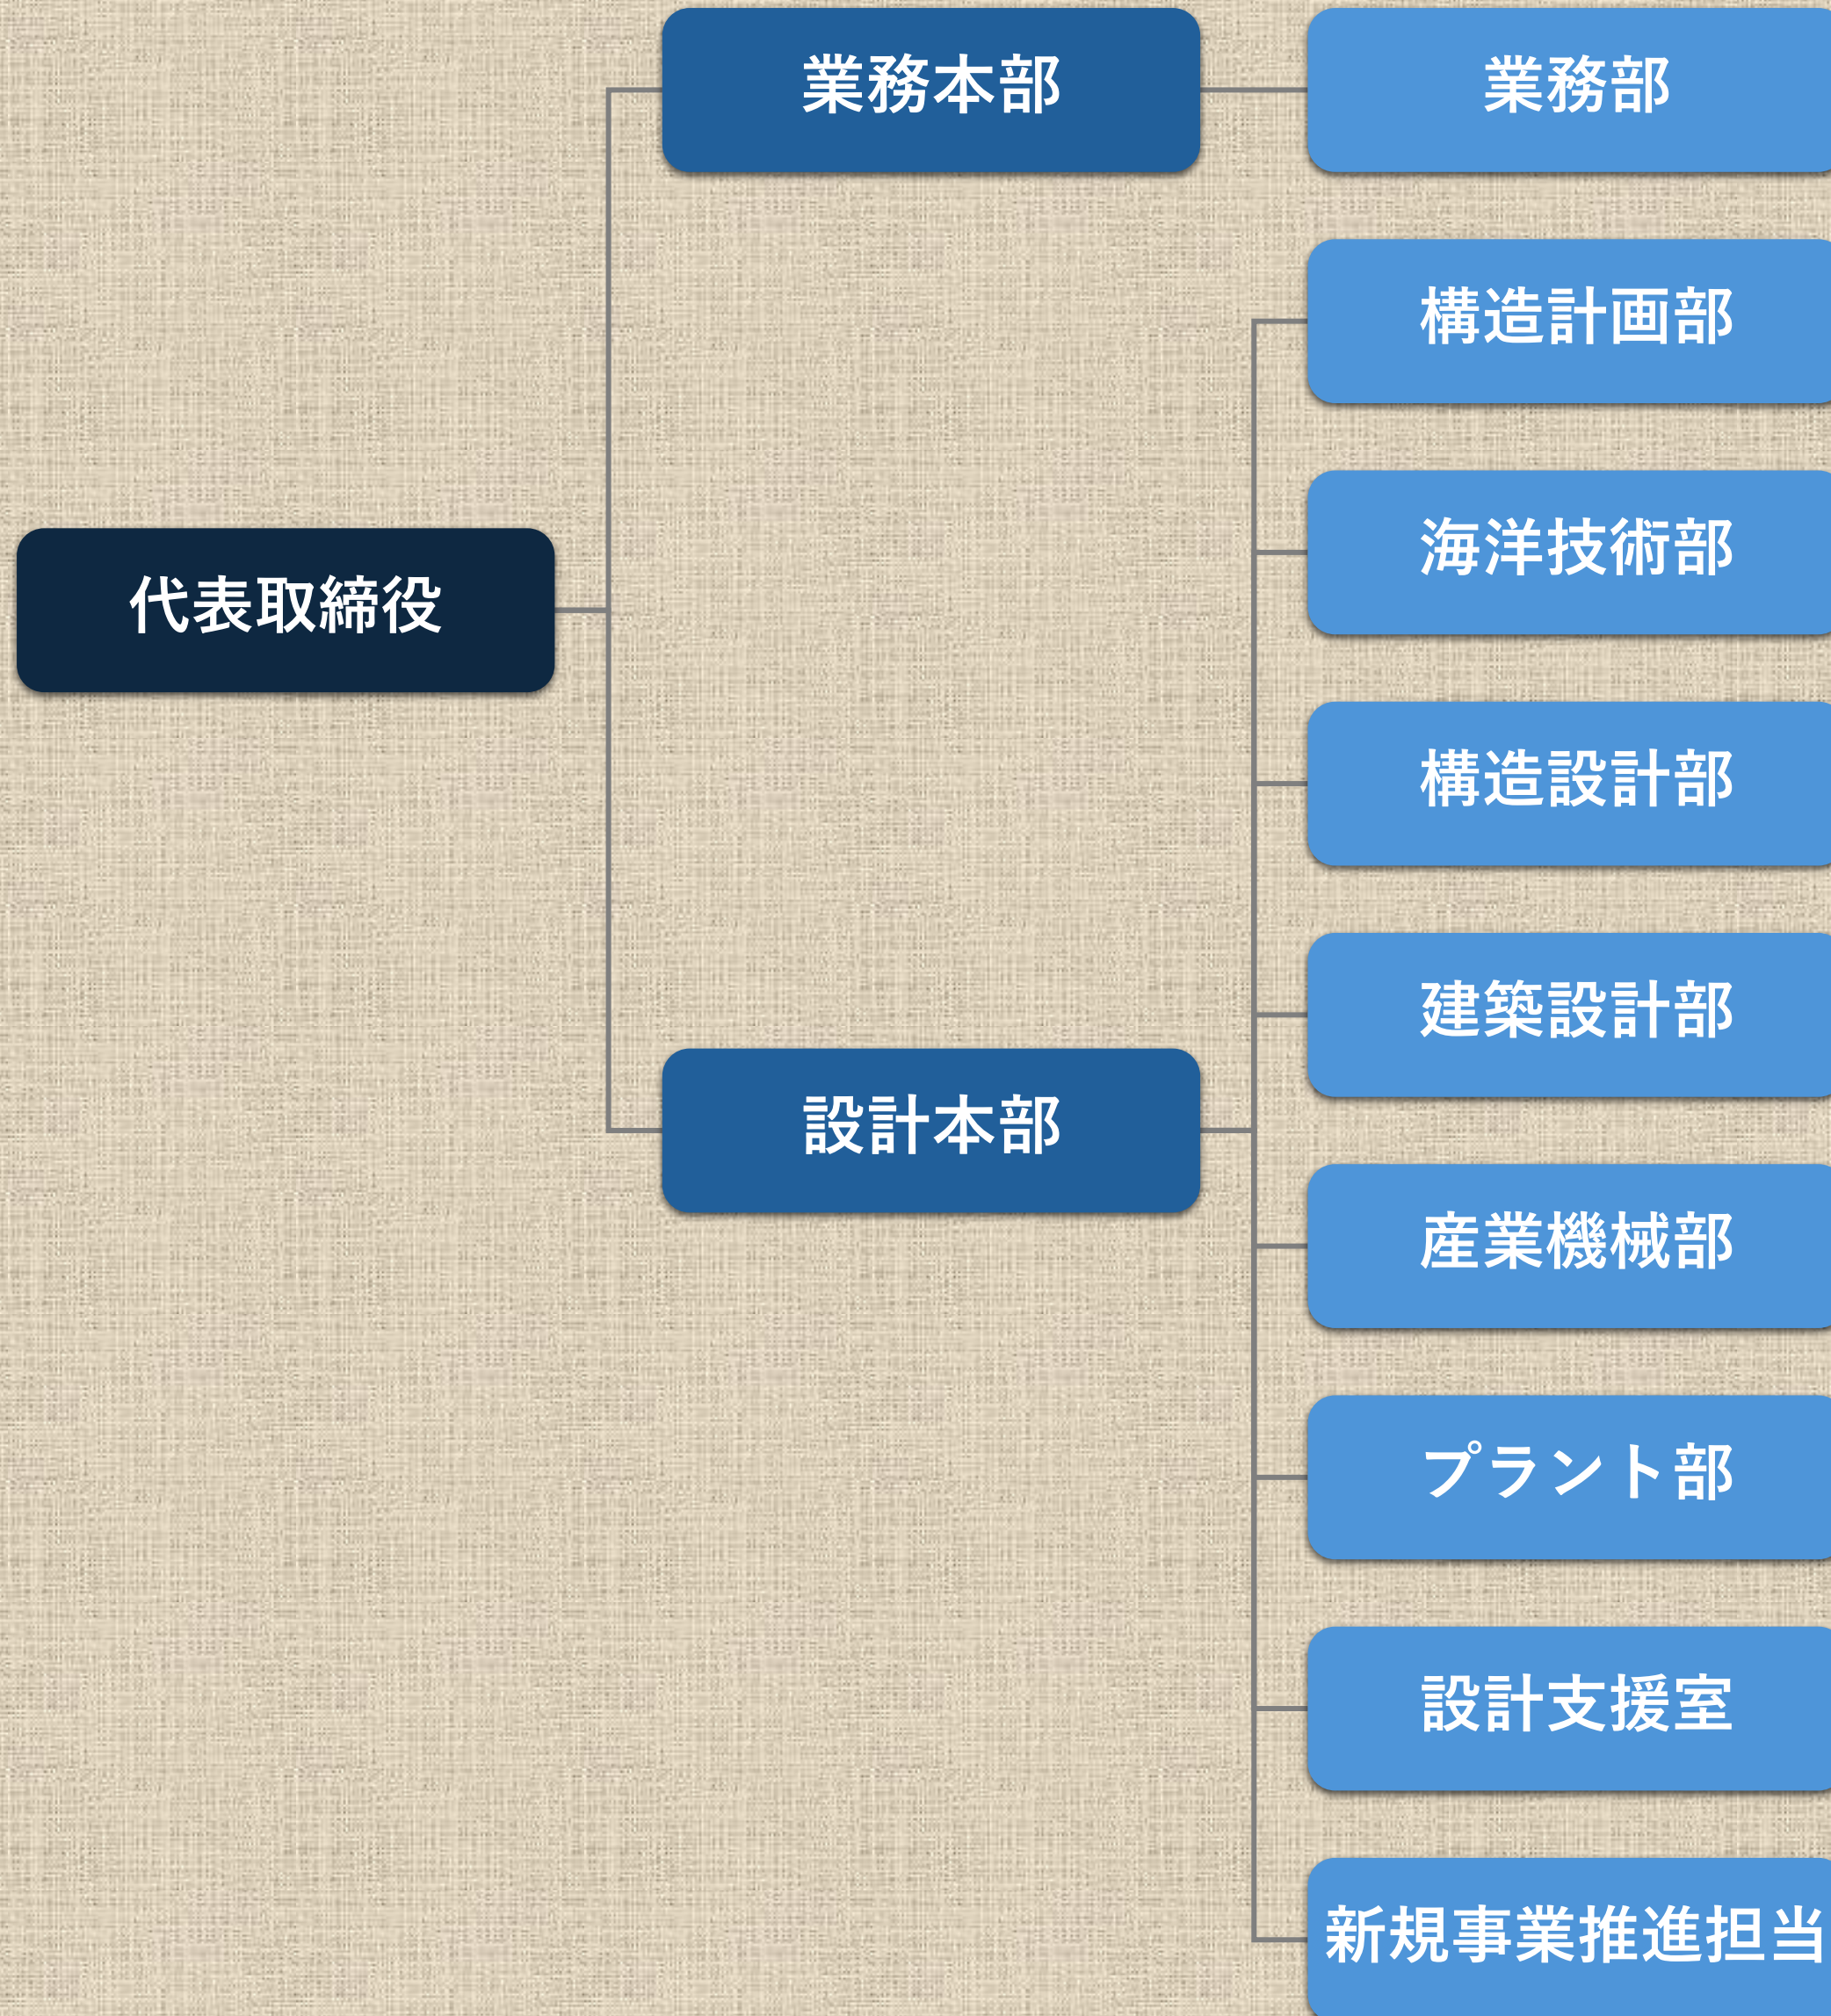 代表取締役
業務本部
業務部
設計本部
構造計画部
海洋技術部
構造設計部
建築設計部
産業機械部
プラント部
設計支援室
新規事業推進担当